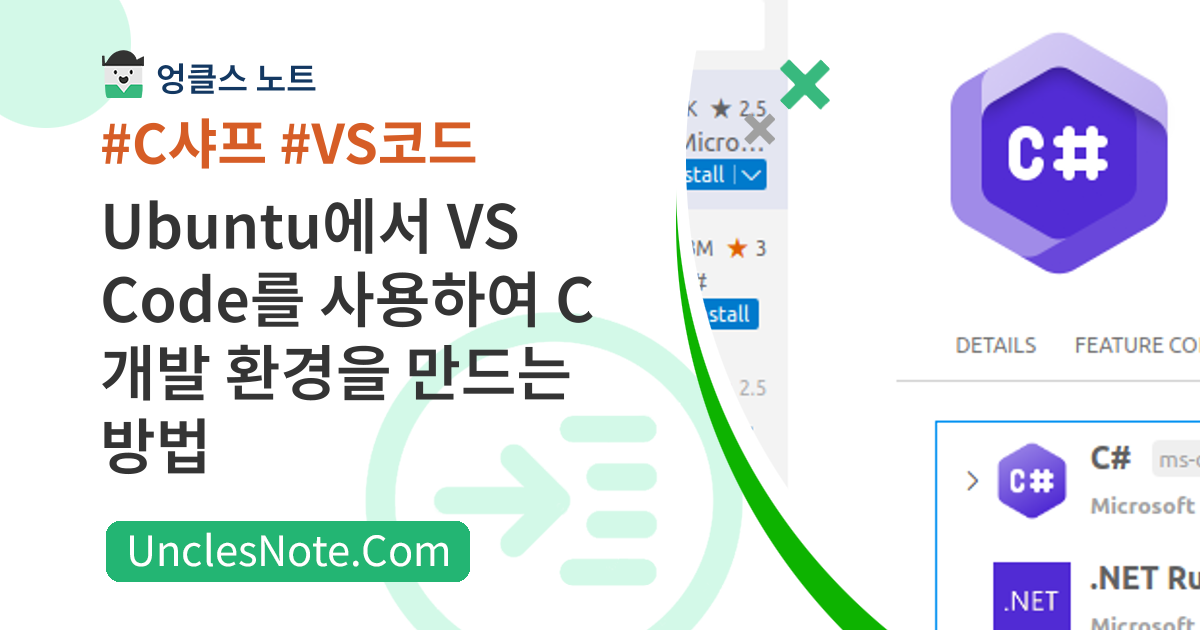 엉클스 노트
#C샤프 #VS코드
Ubuntu에서 VS
Code를 사용하여 C
개발 환경을 만드는
방법
UnclesNote.Com
K ★ 2.5
Micro...
stall
3M ★ 3
#
stall
2.5
C#
DETAILS
FEATURE CO
C#
C#
ms-
Microsoft
.NET
.NET Ru
Microsoft